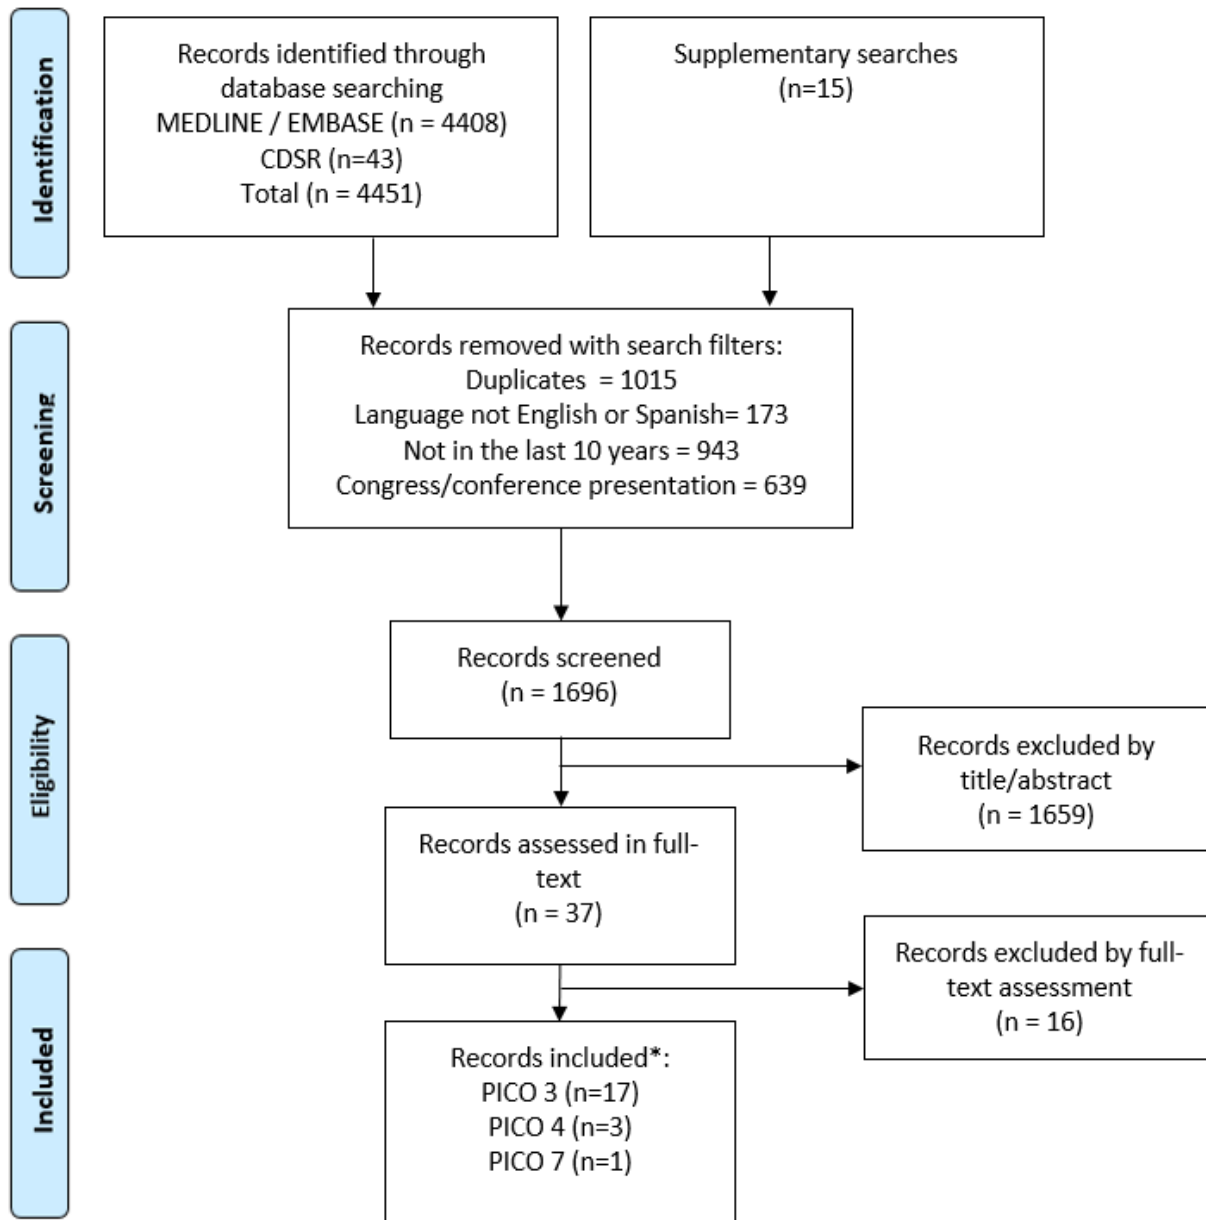 Identification
Records identified through
database searching
MEDLINE / EMBASE (n = 4408)
CDSR (n=43)
Total (n = 4451)
Supplementary searches
(n=15)
Screening
Records removed with search filters:
Duplicates = 1015
Language not English or Spanish= 173
Not in the last 10 years = 943
Congress/conference presentation = 639
Eligibility
Records screened
(n = 1696)
Records excluded by
title/abstract
(n = 1659)
Records assessed in full-
text
(n = 37)
Records excluded by full-
text assessment
(n = 16)
Included
Records included*:
PICO 3 (n=17)
PICO 4 (n=3)
PICO 7 (n=1)